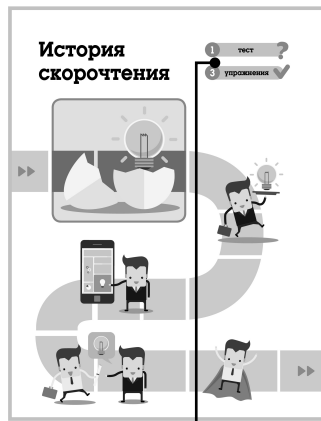 История
скорочтения
1 тест ?
3 упражнения